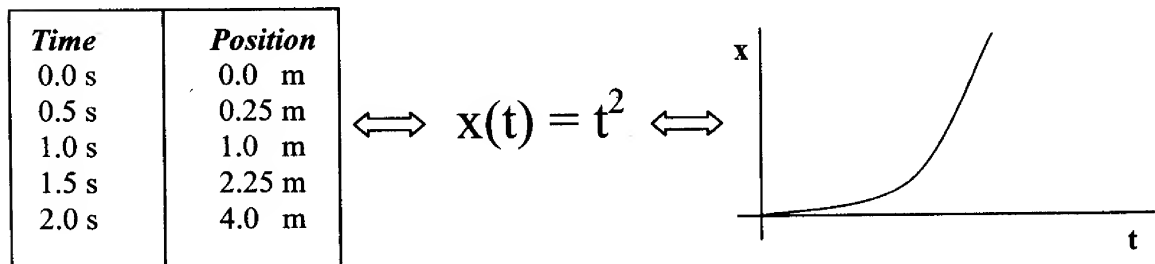 Time Position
0.0 s 0.0 m
0.5 s 0.25 m
1.0 s 1.0 m
1.5 s 2.25 m
2.0 s 4.0 m
x(t) = t²
x
t